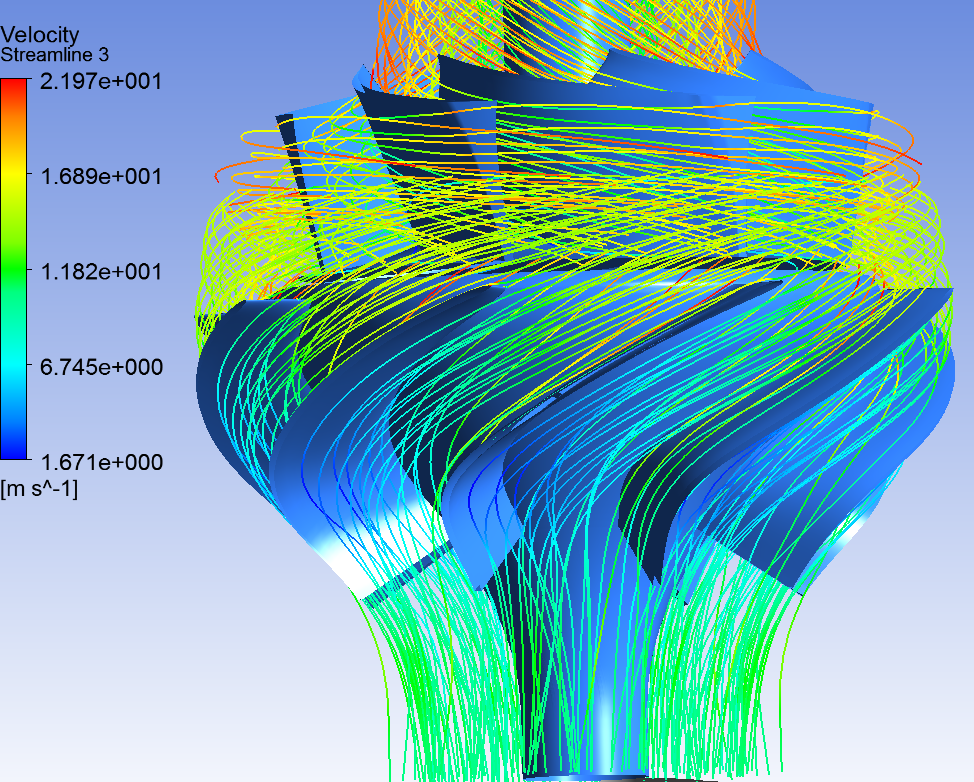 Velocity
Streamline 3
2.197e+001
1.689e+001
1.182e+001
6.745e+000
1.671e+000
[m s^-1]